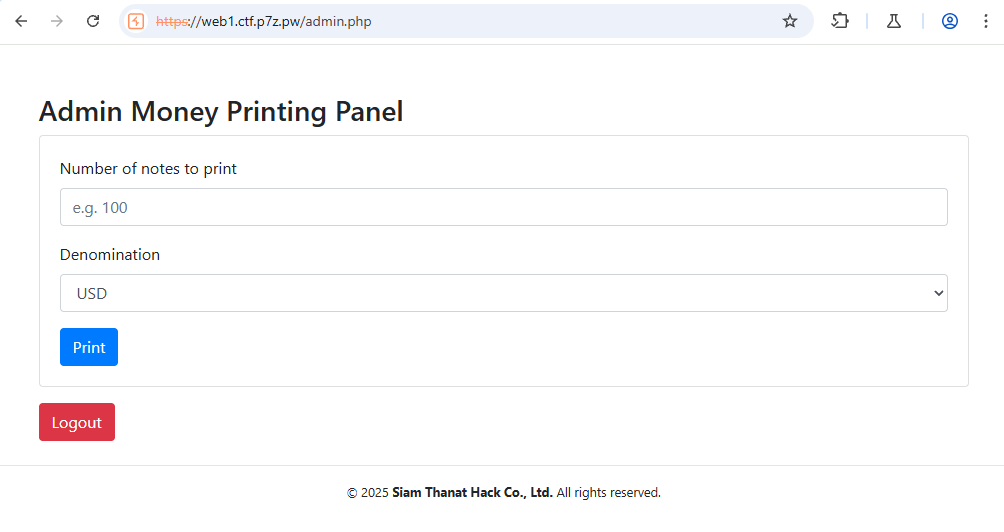 https://web1.ctf.p7z.pw/admin.php
Admin Money Printing Panel
Number of notes to print
e.g. 100
Denomination
USD
Print
Logout
© 2025 Siam Thanat Hack Co., Ltd. All rights reserved.